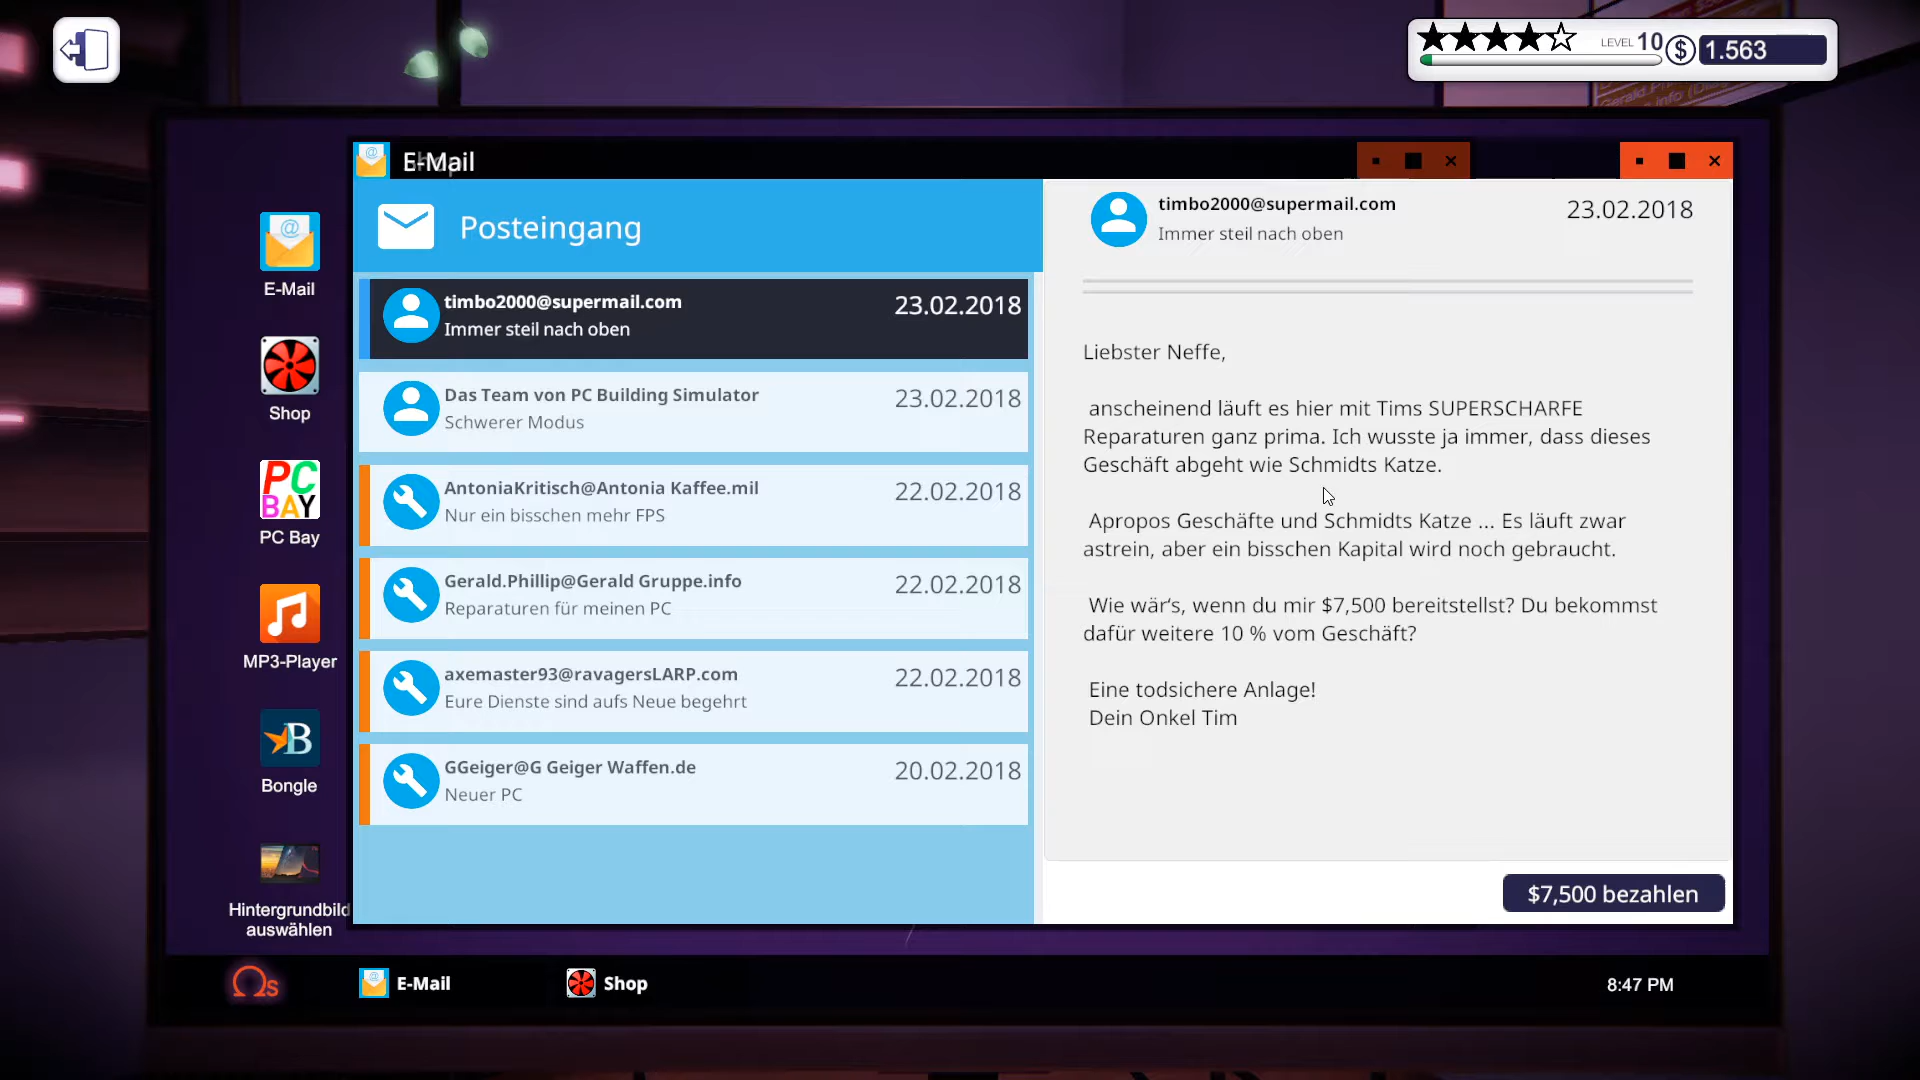 LEVEL 10
$ 1.563
E-Mail
Posteingang
timbo2000@supermail.com
23.02.2018
Immer steil nach oben
Das Team von PC Building Simulator
23.02.2018
Schwerer Modus
AntoniaKritisch@Antonia Kaffee.mil
22.02.2018
Nur ein bisschen mehr FPS
Gerald.Phillip@Gerald Gruppe.info
22.02.2018
Reparaturen für meinen PC
axemaster93@ravagersLARP.com
22.02.2018
Eure Dienste sind aufs Neue begehrt
GGeiger@G Geiger Waffen.de
20.02.2018
Neuer PC
timbo2000@supermail.com
23.02.2018
Immer steil nach oben
Liebster Neffe,
anscheinend läuft es hier mit Tims SUPERSCHARFE
Reparaturen ganz prima. Ich wusste ja immer, dass dieses
Geschäft abgeht wie Schmidts Katze.
Apropos Geschäfte und Schmidts Katze ... Es läuft zwar
astrein, aber ein bisschen Kapital wird noch gebraucht.
Wie wär's, wenn du mir $7,500 bereitstellst? Du bekommst
dafür weitere 10 % vom Geschäft?
Eine todsichere Anlage!
Dein Onkel Tim
$7,500 bezahlen
E-Mail
Shop
PC
BAY
PC Bay
MP3-Player
B
Bongle
Hintergrundbild
auswählen
Ωs
E-Mail
Shop
8:47 PM